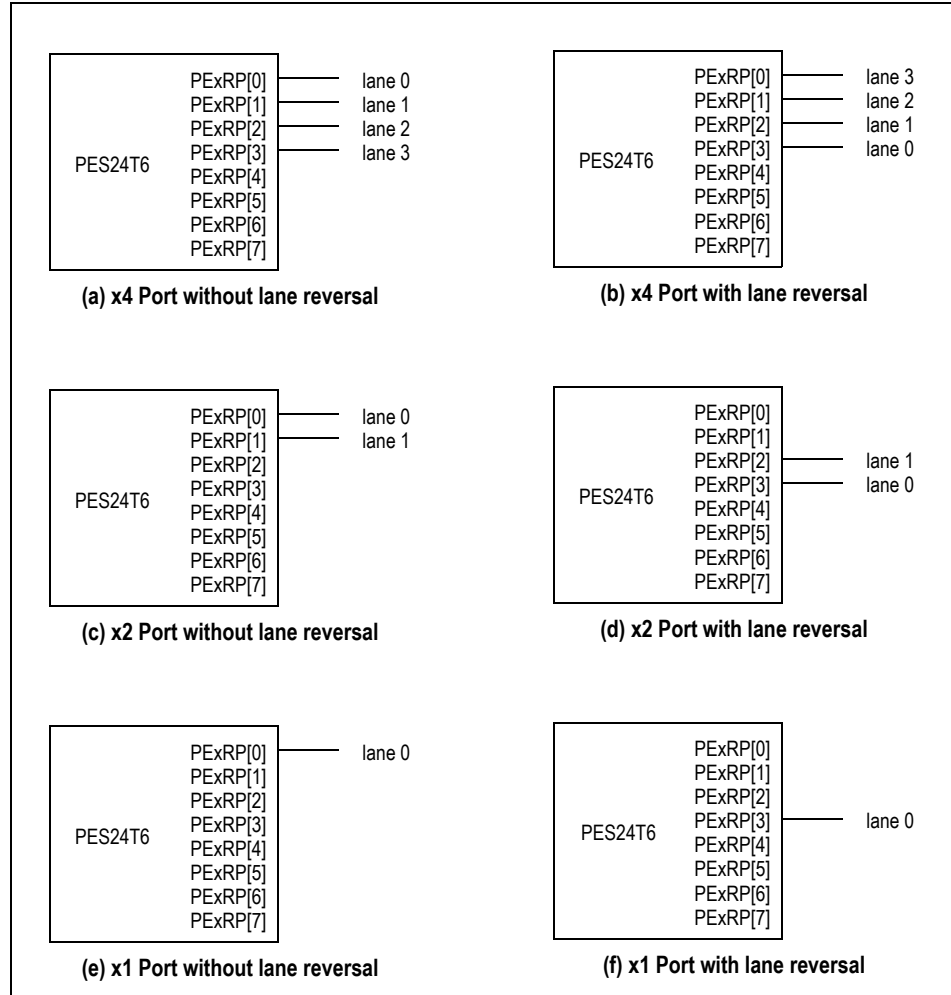 PES24T6
PExRP[0] lane 0
PExRP[1] lane 1
PExRP[2] lane 2
PExRP[3] lane 3
PExRP[4]
PExRP[5]
PExRP[6]
PExRP[7]
(a) x4 Port without lane reversal
PES24T6
PExRP[0] lane 3
PExRP[1] lane 2
PExRP[2] lane 1
PExRP[3] lane 0
PExRP[4]
PExRP[5]
PExRP[6]
PExRP[7]
(b) x4 Port with lane reversal
PES24T6
PExRP[0] lane 0
PExRP[1] lane 1
PExRP[2]
PExRP[3]
PExRP[4]
PExRP[5]
PExRP[6]
PExRP[7]
(c) x2 Port without lane reversal
PES24T6
PExRP[0]
PExRP[1]
PExRP[2] lane 1
PExRP[3] lane 0
PExRP[4]
PExRP[5]
PExRP[6]
PExRP[7]
(d) x2 Port with lane reversal
PES24T6
PExRP[0] lane 0
PExRP[1]
PExRP[2]
PExRP[3]
PExRP[4]
PExRP[5]
PExRP[6]
PExRP[7]
(e) x1 Port without lane reversal
PES24T6
PExRP[0]
PExRP[1]
PExRP[2]
PExRP[3] lane 0
PExRP[4]
PExRP[5]
PExRP[6]
PExRP[7]
(f) x1 Port with lane reversal